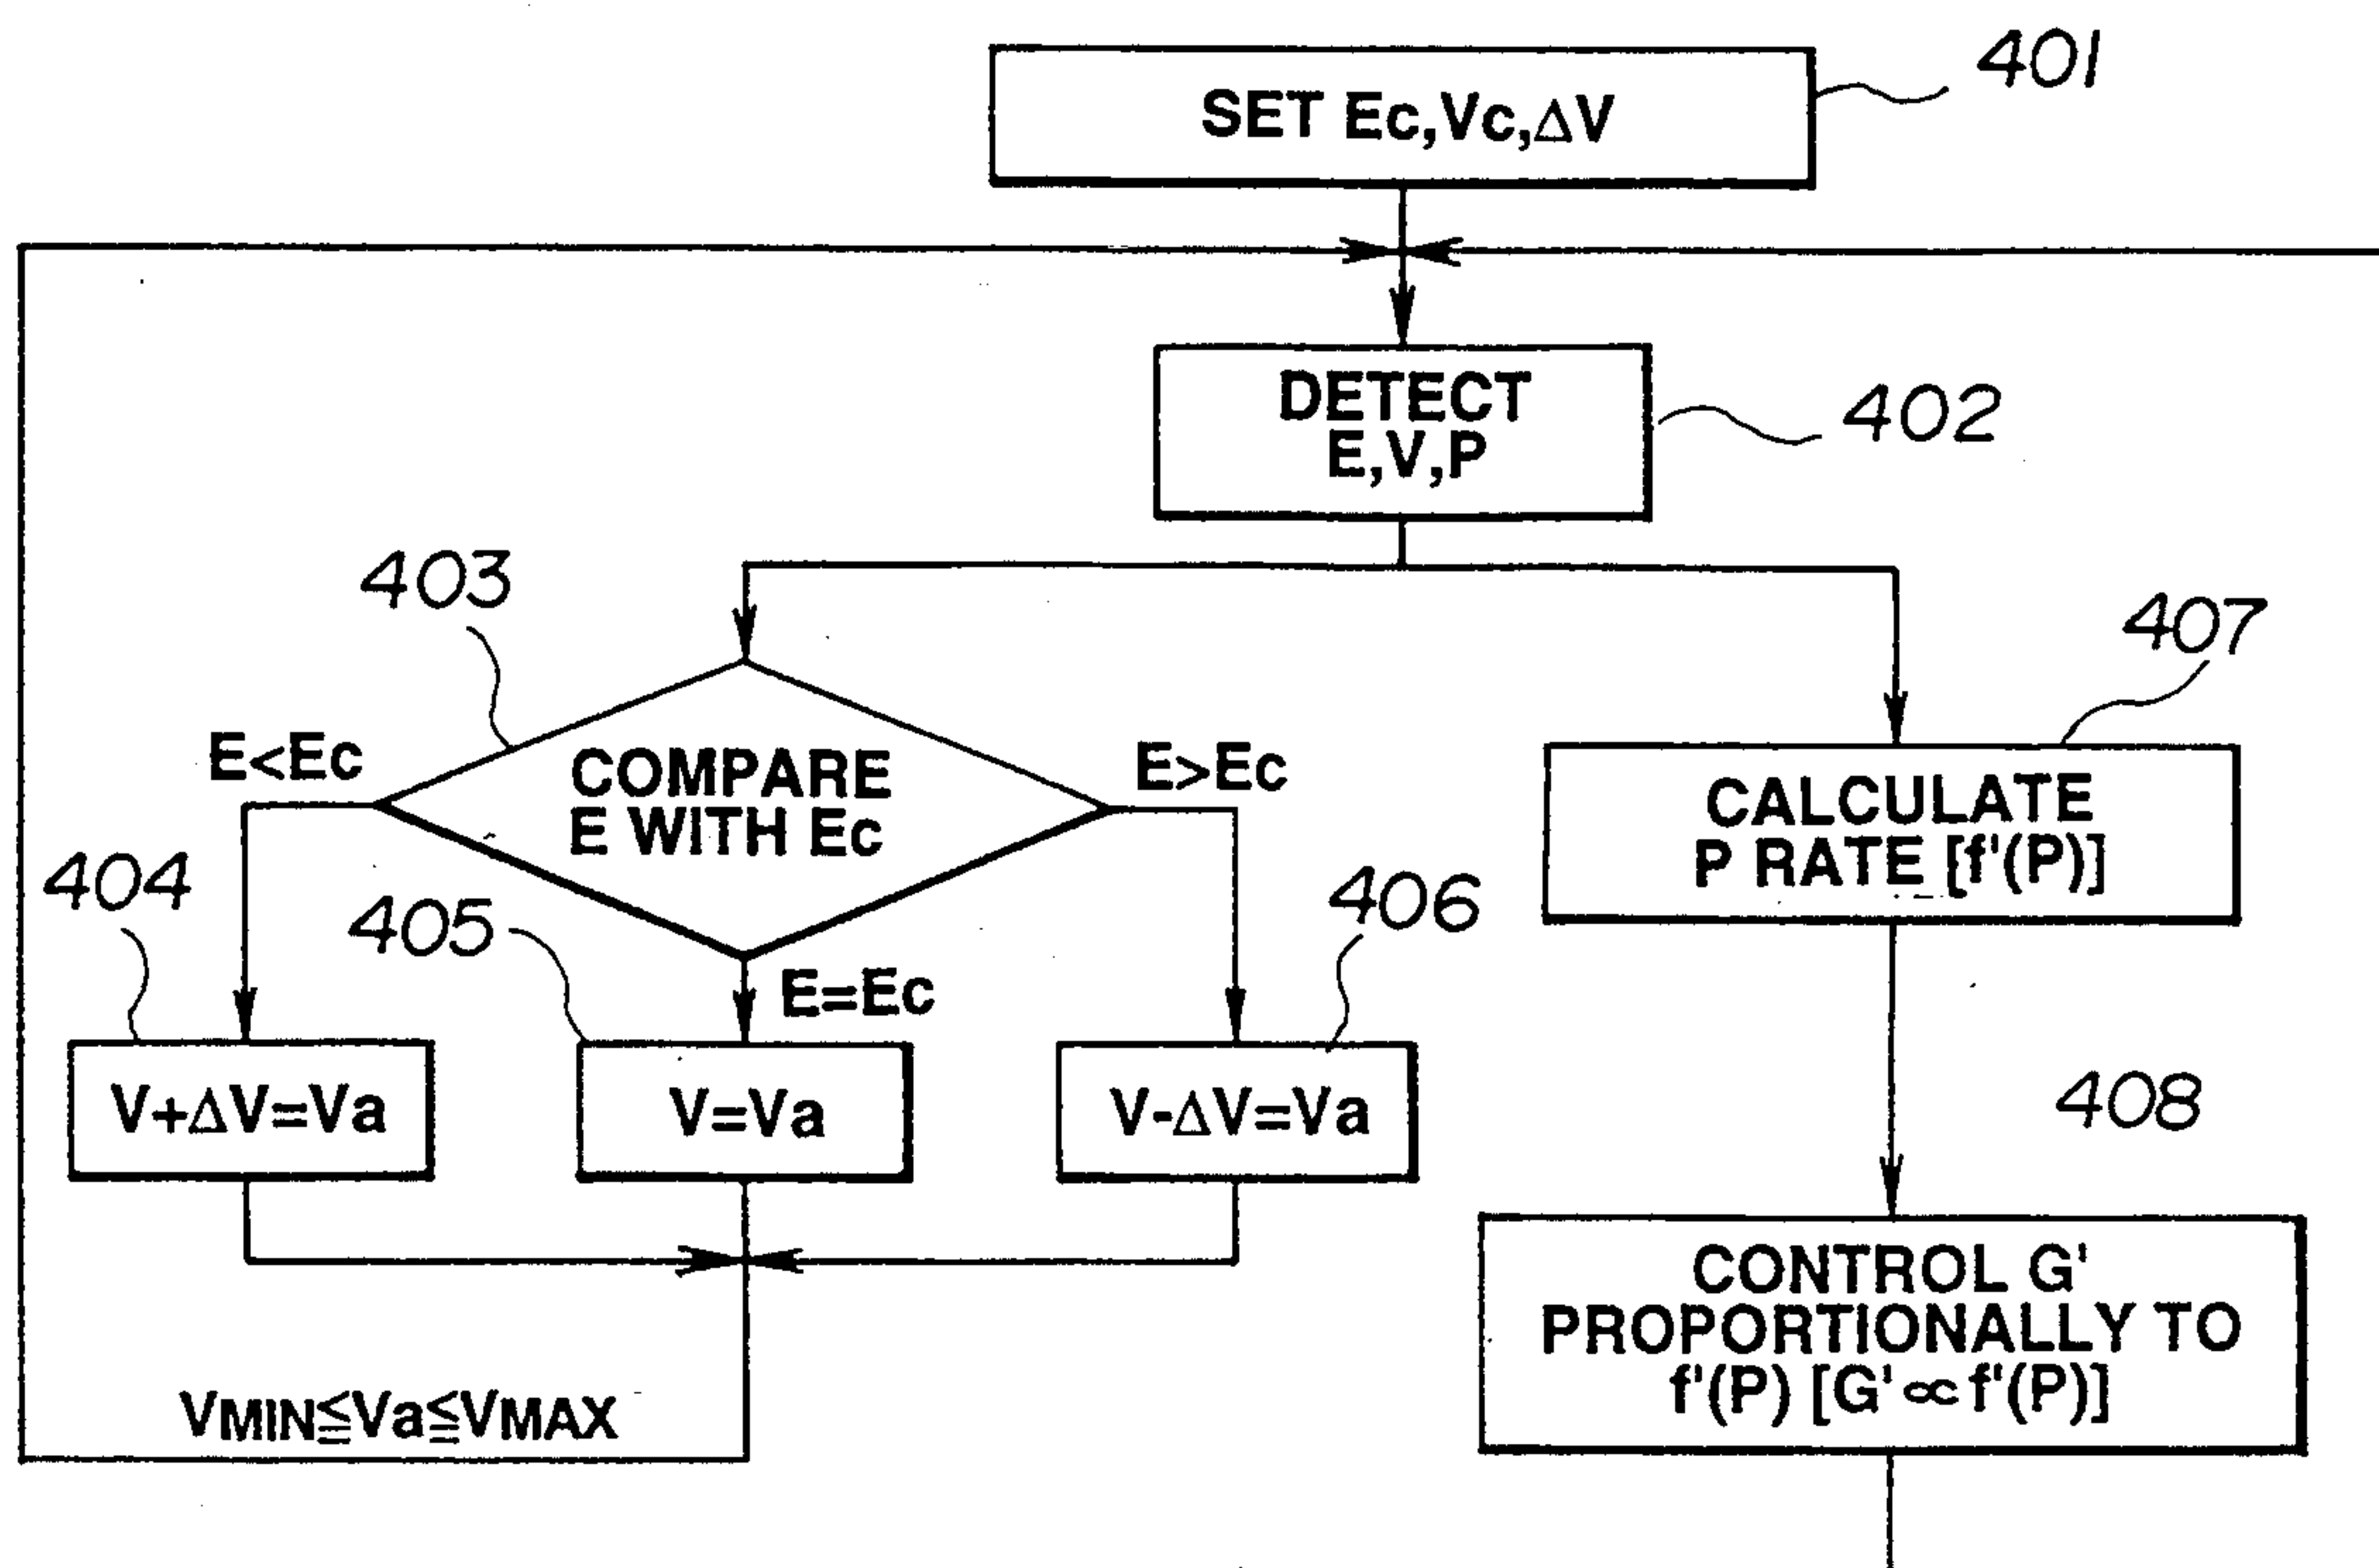 401
SET Ec,Vc,ΔV
DETECT
E,V,P
402
403
407
E<Ec
COMPARE
E WITH Ec
E>Ec
CALCULATE
P RATE [f'(P)]
404
405
406
E=Ec
V+ΔV=Va
V=Va
V-ΔV=Va
408
CONTROL G'
PROPORTIONALLY TO
f'(P) [G'∝f'(P)]
VMIN≦Va≦VMAX